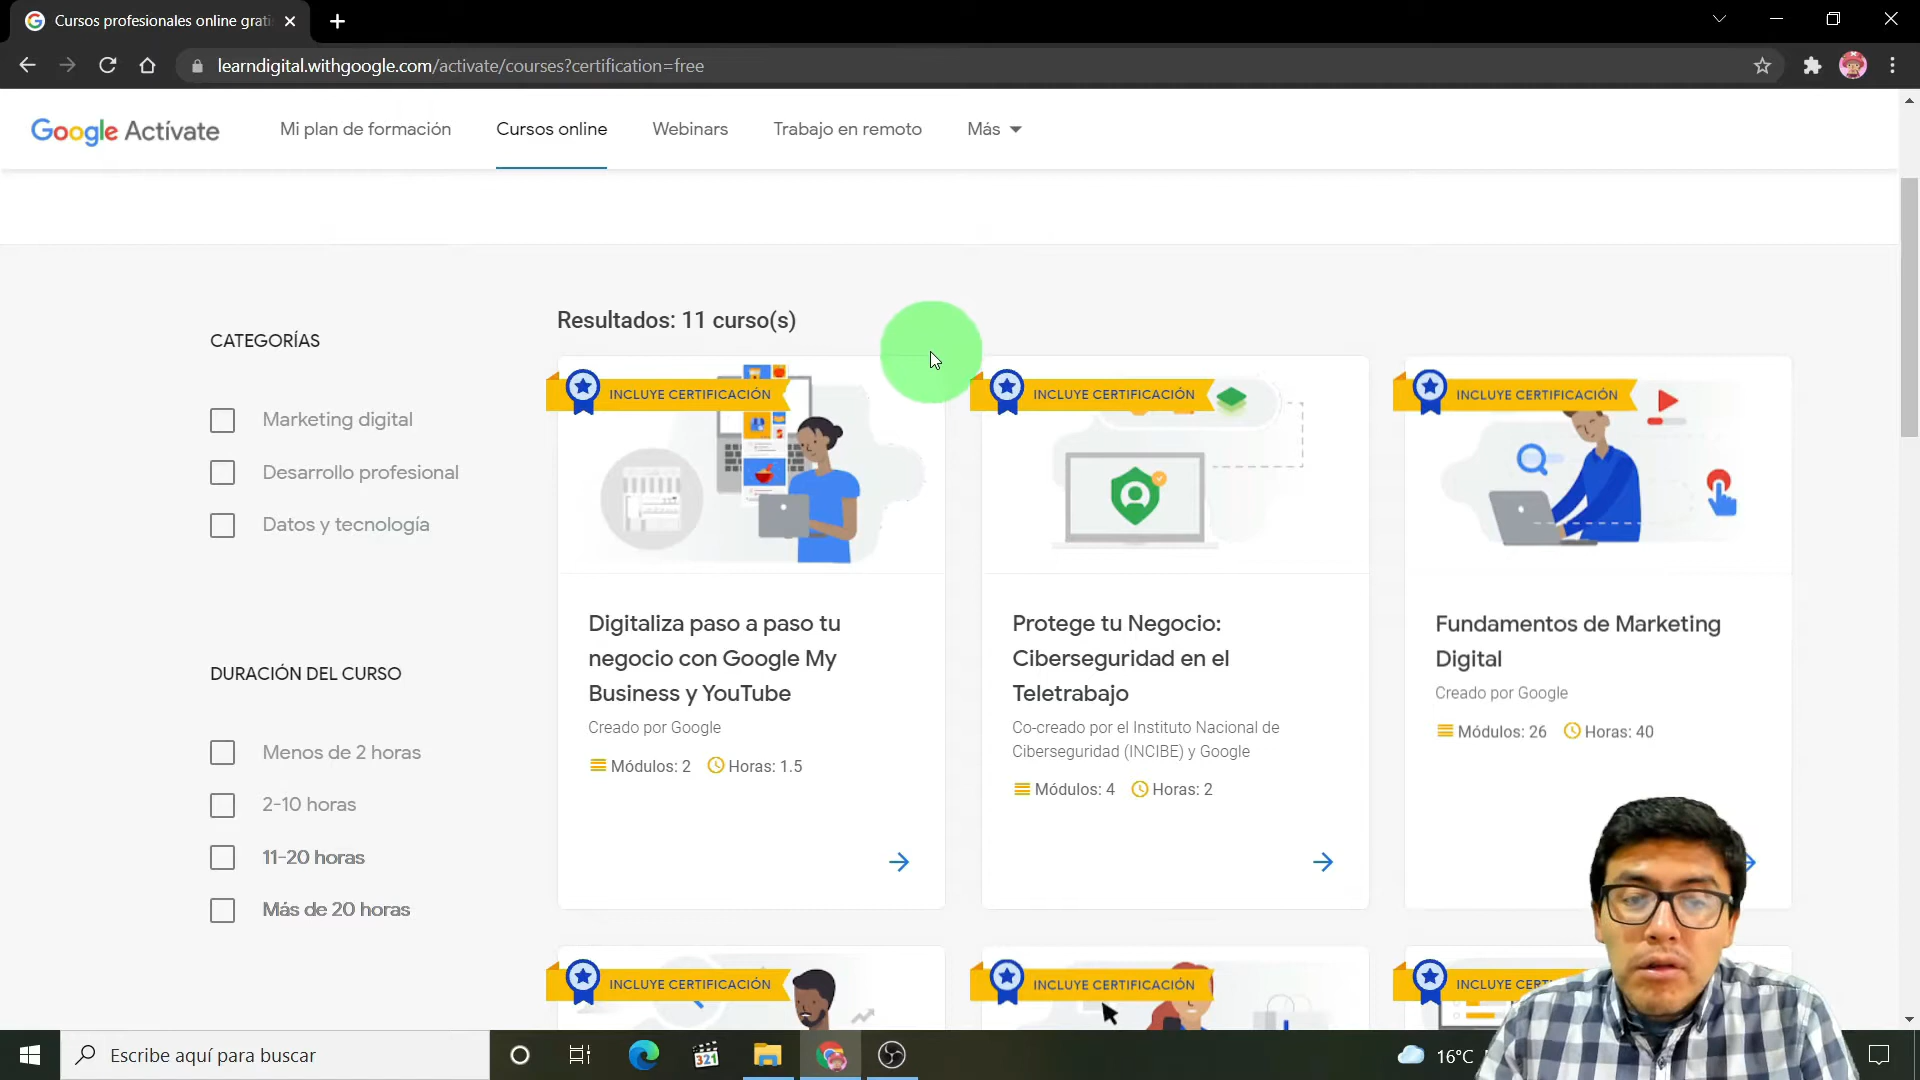 Cursos profesionales online grati
learndigital.withgoogle.com/activate/courses?certification=free
Google Actívate
Mi plan de formación
Cursos online
Webinars
Trabajo en remoto
Más
Resultados: 11 curso(s)
CATEGORÍAS
Marketing digital
Desarrollo profesional
Datos y tecnología
DURACIÓN DEL CURSO
Menos de 2 horas
2-10 horas
11-20 horas
Más de 20 horas
INCLUYE CERTIFICACIÓN
Digitaliza paso a paso tu
negocio con Google My
Business y YouTube
Creado por Google
Módulos: 2
Horas: 1.5
INCLUYE CERTIFICACIÓN
Protege tu Negocio:
Ciberseguridad en el
Teletrabajo
Co-creado por el Instituto Nacional de
Ciberseguridad (INCIBE) y Google
Módulos: 4
Horas: 2
INCLUYE CERTIFICACIÓN
Fundamentos de Marketing
Digital
Creado por Google
Módulos: 26
Horas: 40
INCLUYE CERTIFICACIÓN
INCLUYE CERTIFICACIÓN
INCLUYE CERT
Escribe aquí para buscar
321
16°C